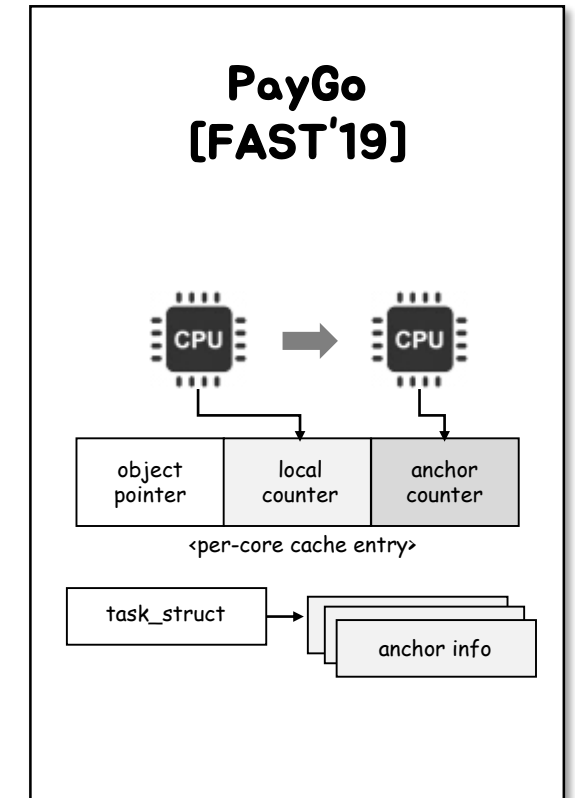 PayGo
[FAST'19]
CPU
CPU
object
pointer
local
counter
anchor
counter
<per-core cache entry>
task_struct
anchor info